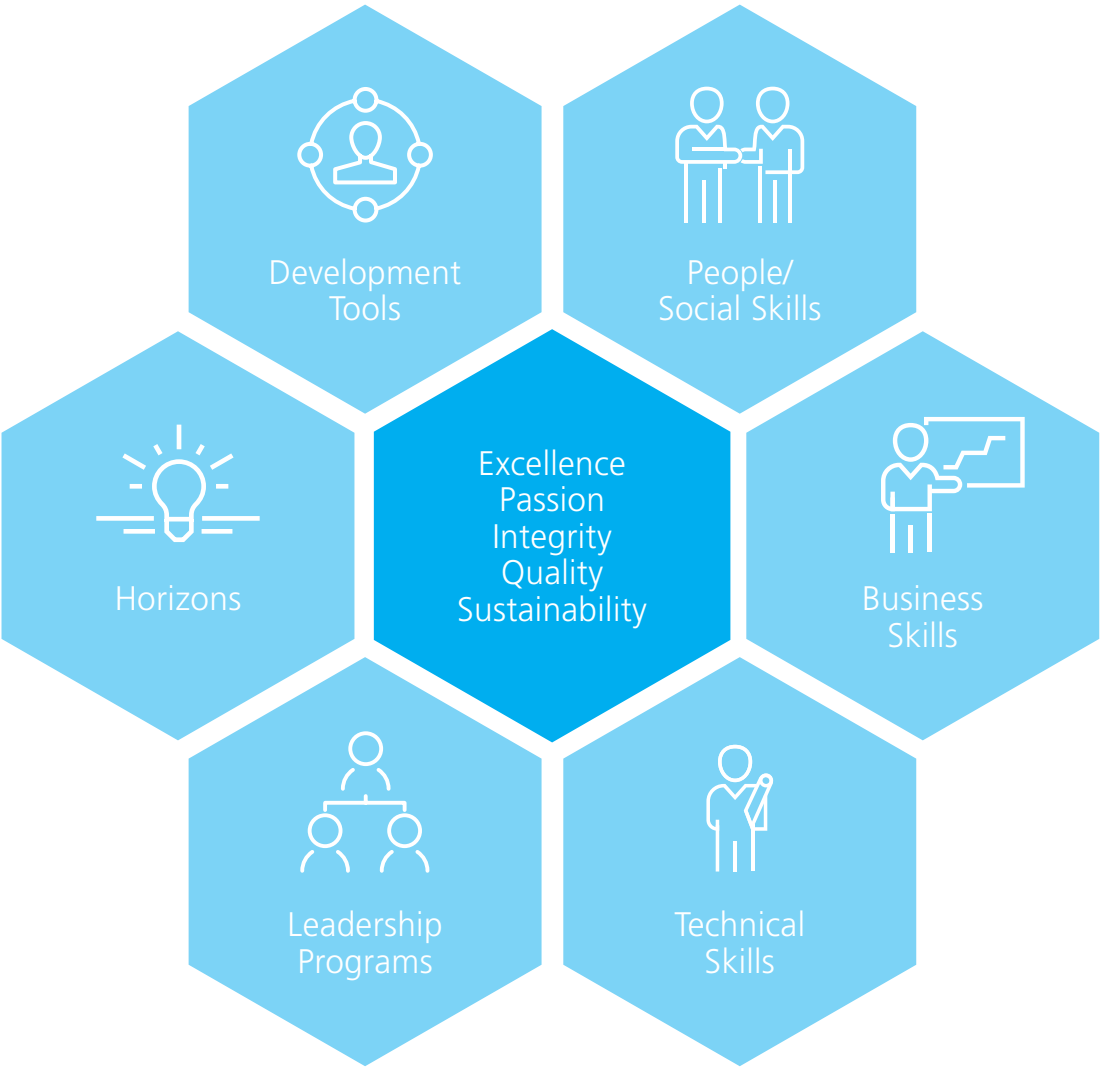 Development
Tools
People/
Social Skills
Excellence
Passion
Integrity
Quality
Sustainability
Horizons
Business
Skills
Leadership
Programs
Technical
Skills